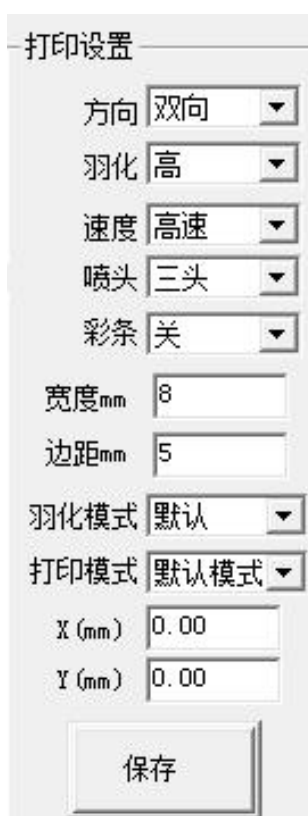 打印设置
方向 双向
羽化 高
速度 高速
喷头 三头
彩条 关
宽度mm 8
边距mm 5
羽化模式 默认
打印模式 默认模式
X(mm) 0.00
Y(mm) 0.00
保存